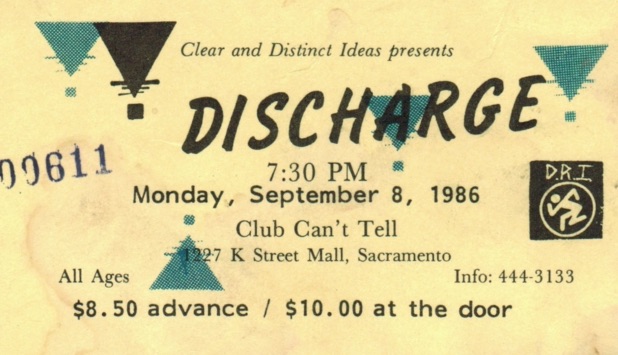 Clear and Distinct Ideas presents
DISCHARGE
00611
7:30 PM
D.R.I.
Monday, September 8, 1986
Club Can't Tell
1227 K Street Mall, Sacramento
All Ages
Info: 444-3133
$8.50 advance / $10.00 at the door